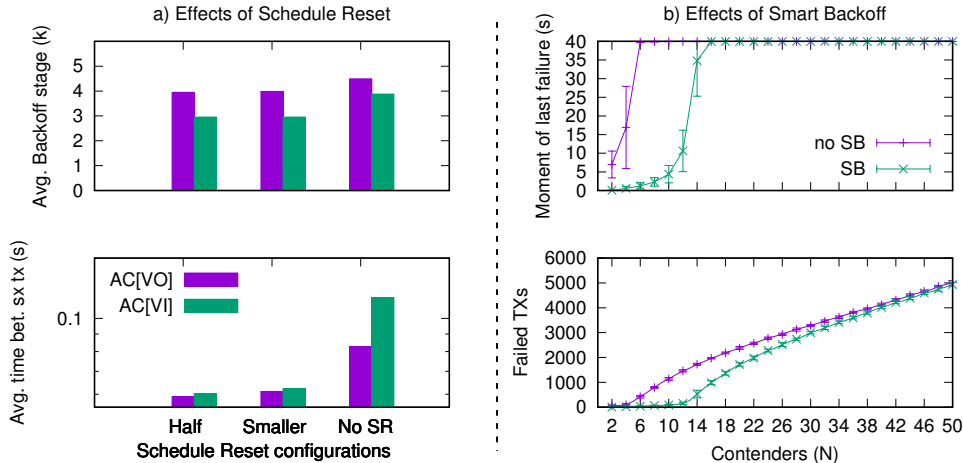 a) Effects of Schedule Reset
Avg. Backoff stage (k)
5
4
3
2
1
0
Avg. time bet. sx tx (s)
0.1
AC[VO]
AC[VI]
Half Smaller No SR
Schedule Reset configurations
b) Effects of Smart Backoff
Moment of last failure (s)
40
35
30
25
20
15
10
5
0
no SB
SB
Failed TXs
6000
5000
4000
3000
2000
1000
0
2 6 10 14 18 22 26 30 34 38 42 46 50
Contenders (N)